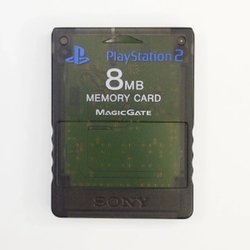 PlayStation 2
8MB
MEMORY CARD
MAGICGATE
SONY